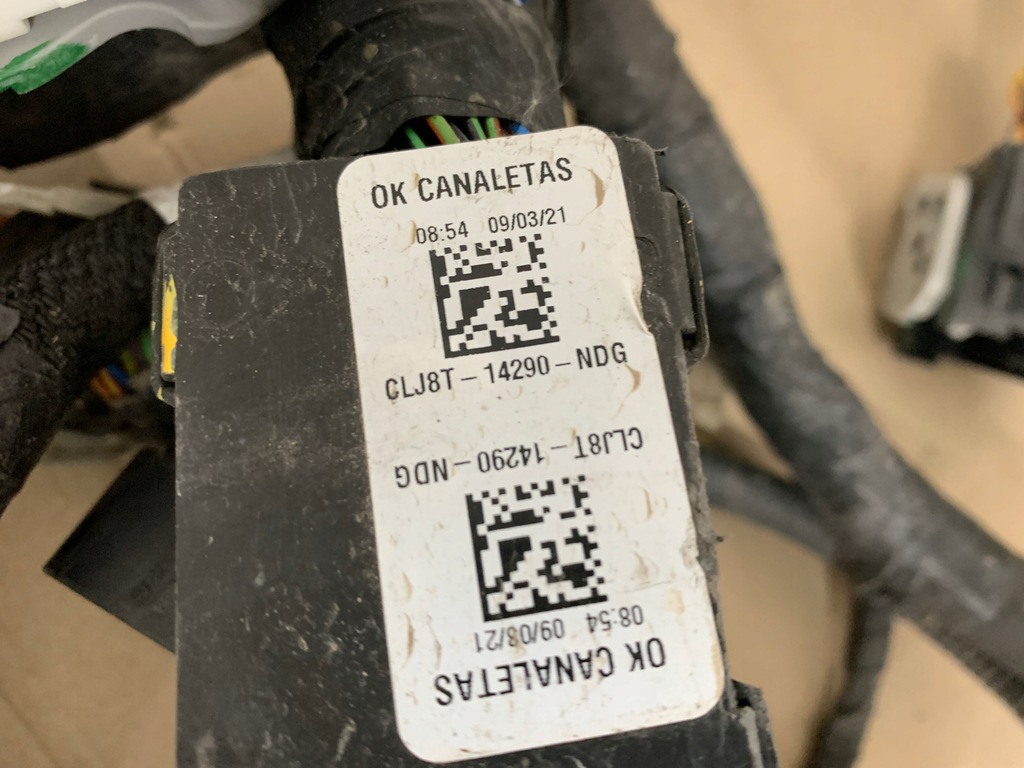 OK CANALETAS
08:54 09/03/21
CLJ8T-14290-NDG
CLJ8T-14290-NDG
08:54 09/08/21
OK CANALETAS